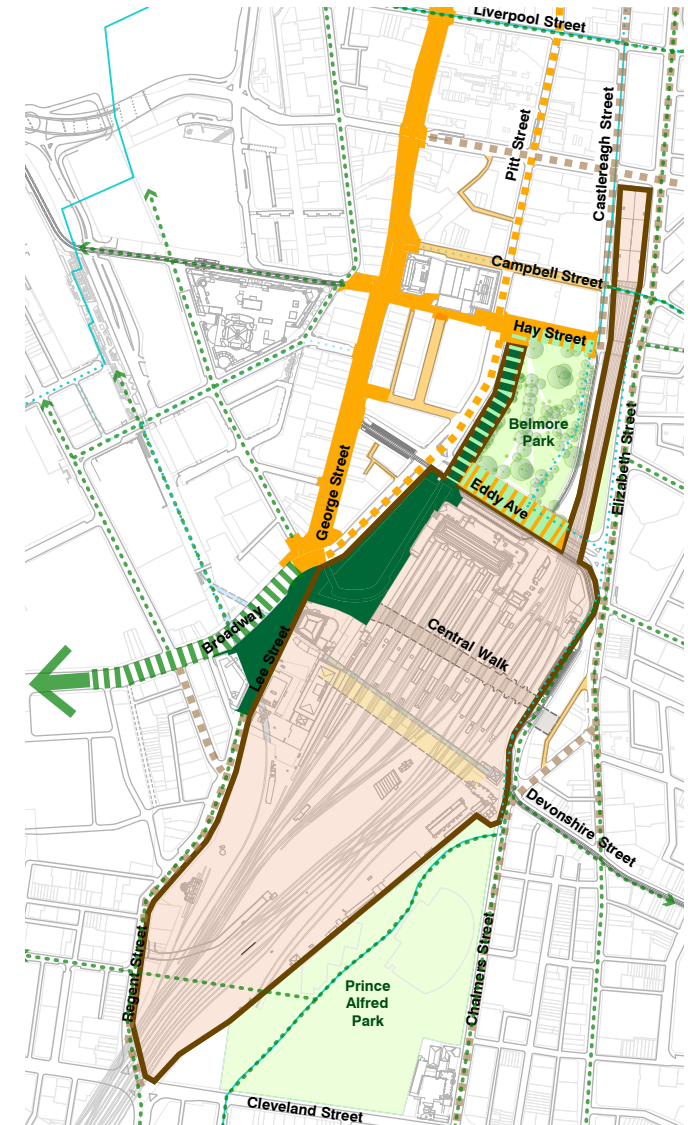 Liverpool Street
Pitt Street
Castlereagh Street
Campbell Street
Hay Street
Belmore
Park
Elizabeth Street
George Street
Eddy Ave
Broadway
Lee Street
Central Walk
Devonshire Street
Regent Street
Chalmers Street
Prince
Alfred
Park
Cleveland Street